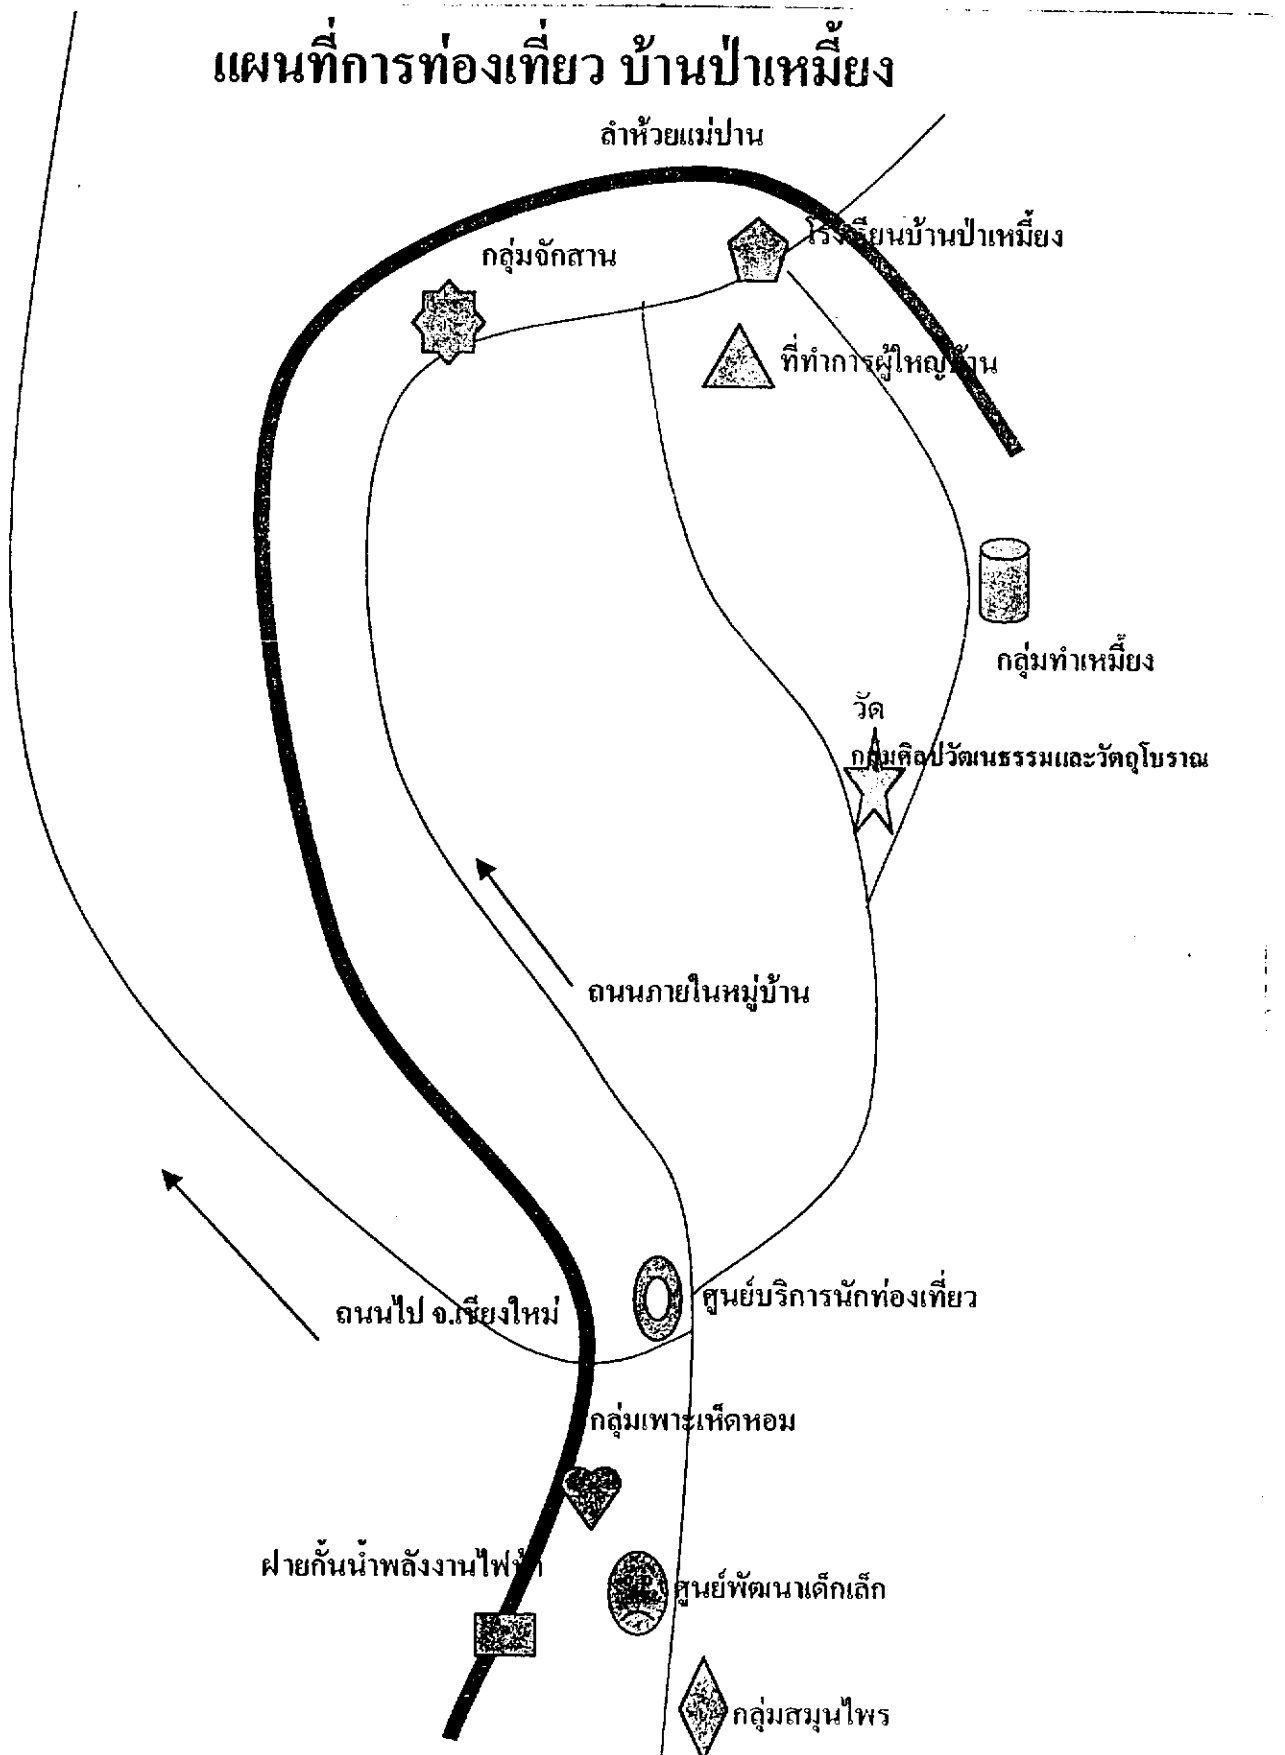 แผนที่การท่องเที่ยว บ้านป่าเหมี้ยง
ลำห้วยแม่ปาน
โรงเรียนบ้านป่าเหมี้ยง
กลุ่มจักสาน
ที่ทำการผู้ใหญ่บ้าน
กลุ่มทำเหมี้ยง
วัด
กลุ่มศิลปวัฒนธรรมและวัตถุโบราณ
ถนนภายในหมู่บ้าน
ศูนย์บริการนักท่องเที่ยว
ถนนไป จ.เชียงใหม่
กลุ่มเพาะเห็ดหอม
ฝายกั้นน้ำพลังงานไฟฟ้า
ศูนย์พัฒนาเด็กเล็ก
กลุ่มสมุนไพร